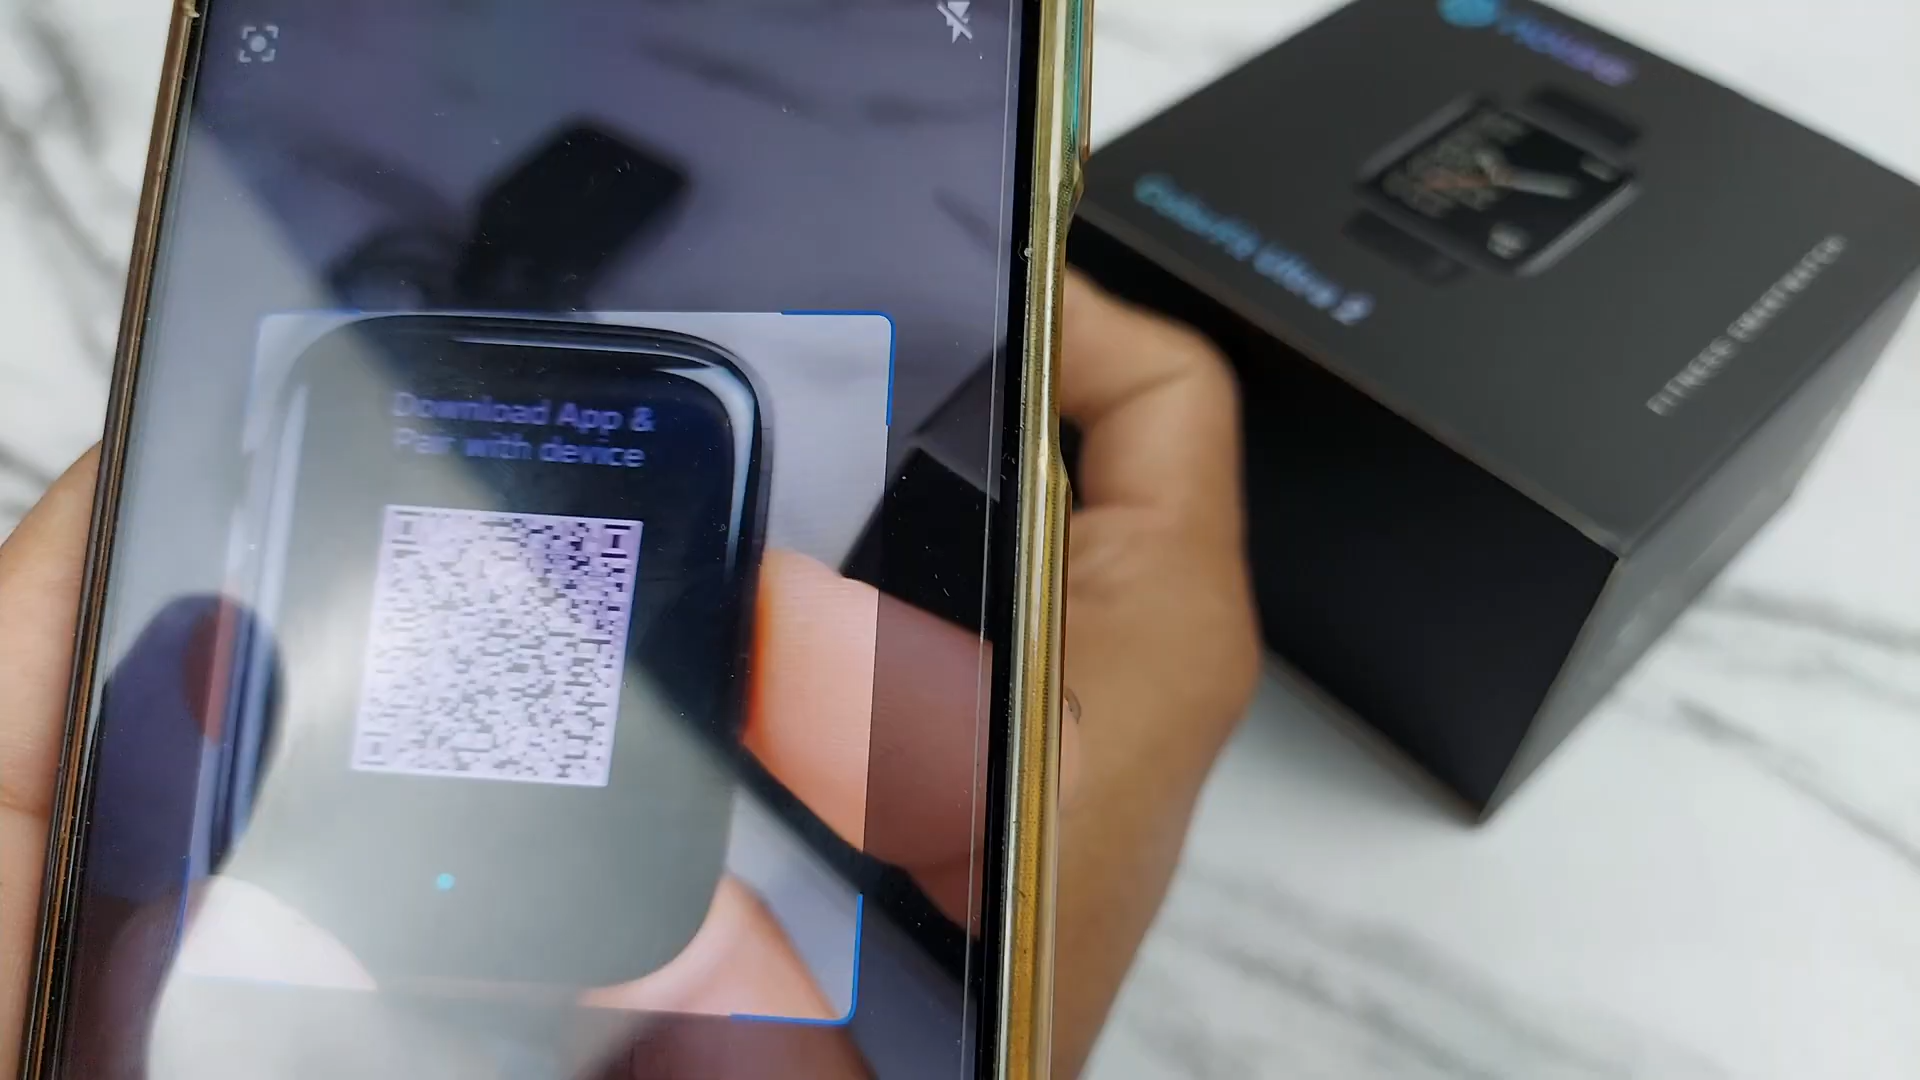 Download App &
Pair with device
Colorfit Ultra 2
FITNESS SMARTWATCH